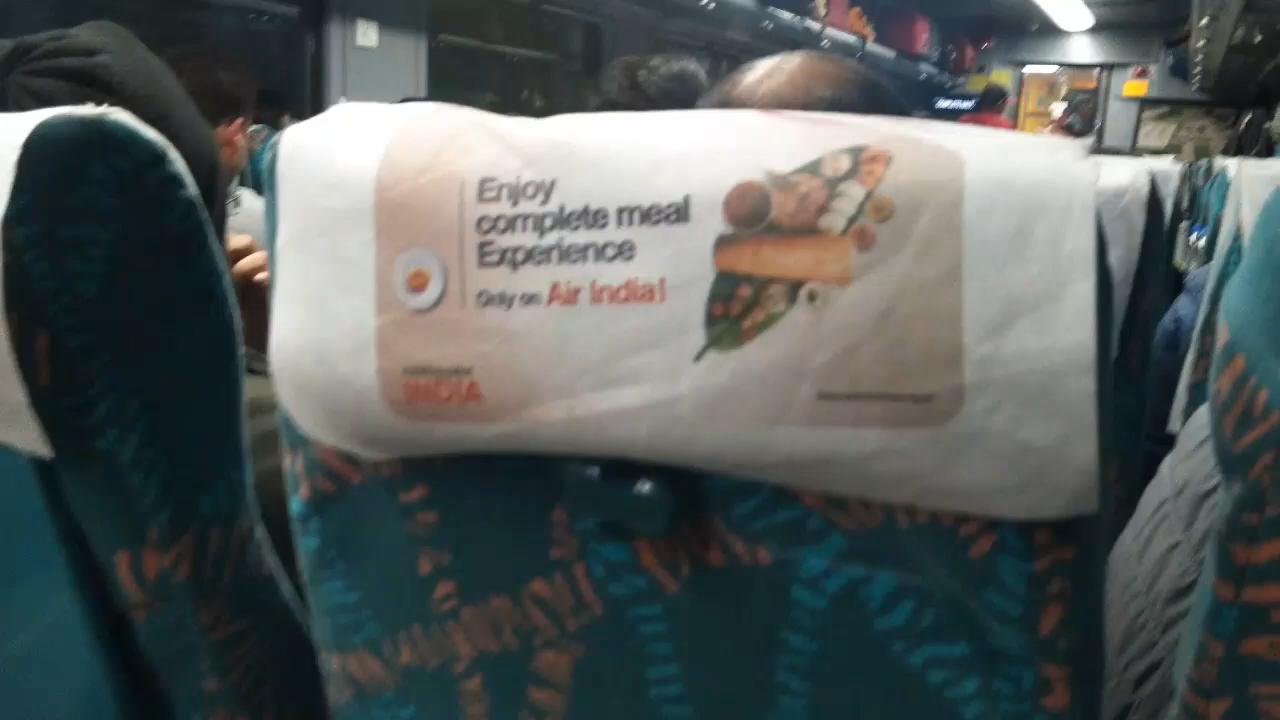 Enjoy
complete meal
Experience
Only on Air India!
INDIA